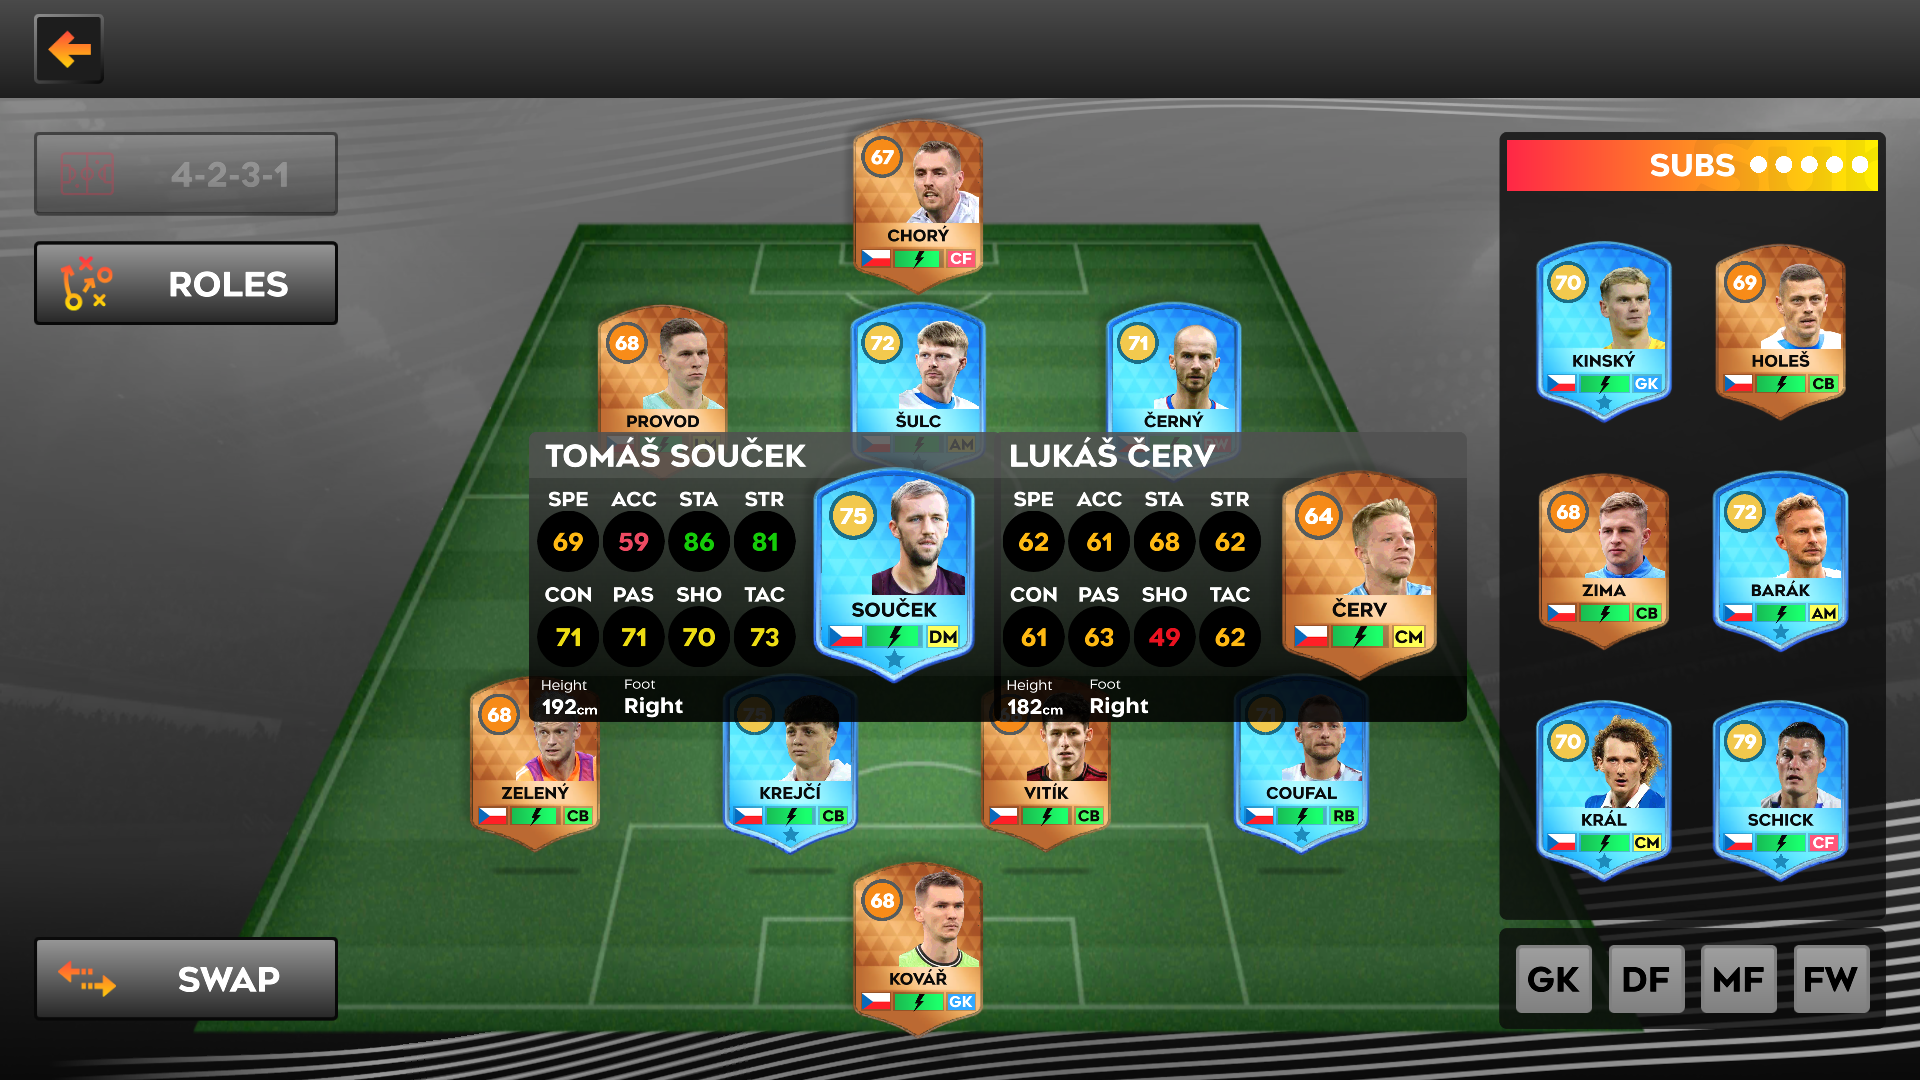 4-2-3-1
ROLES
SWAP
67
CHORÝ
CF
68
PROVOD
LM
72
ŠULC
AM
71
ČERNÝ
RW
TOMÁŠ SOUČEK
SPE ACC STA STR
69 59 86 81
CON PAS SHO TAC
71 71 70 73
Height Foot
192cm Right
75
SOUČEK
DM
LUKÁŠ ČERV
SPE ACC STA STR
62 61 68 62
CON PAS SHO TAC
61 63 49 62
Height Foot
182cm Right
64
ČERV
CM
68
ZELENÝ
CB
75
KREJČÍ
CB
VITÍK
CB
71
COUFAL
RB
68
KOVÁŘ
GK
SUBS
70
KINSKÝ
GK
69
HOLEŠ
CB
68
ZIMA
CB
72
BARÁK
AM
70
KRÁL
CM
79
SCHICK
CF
GK DF MF FW